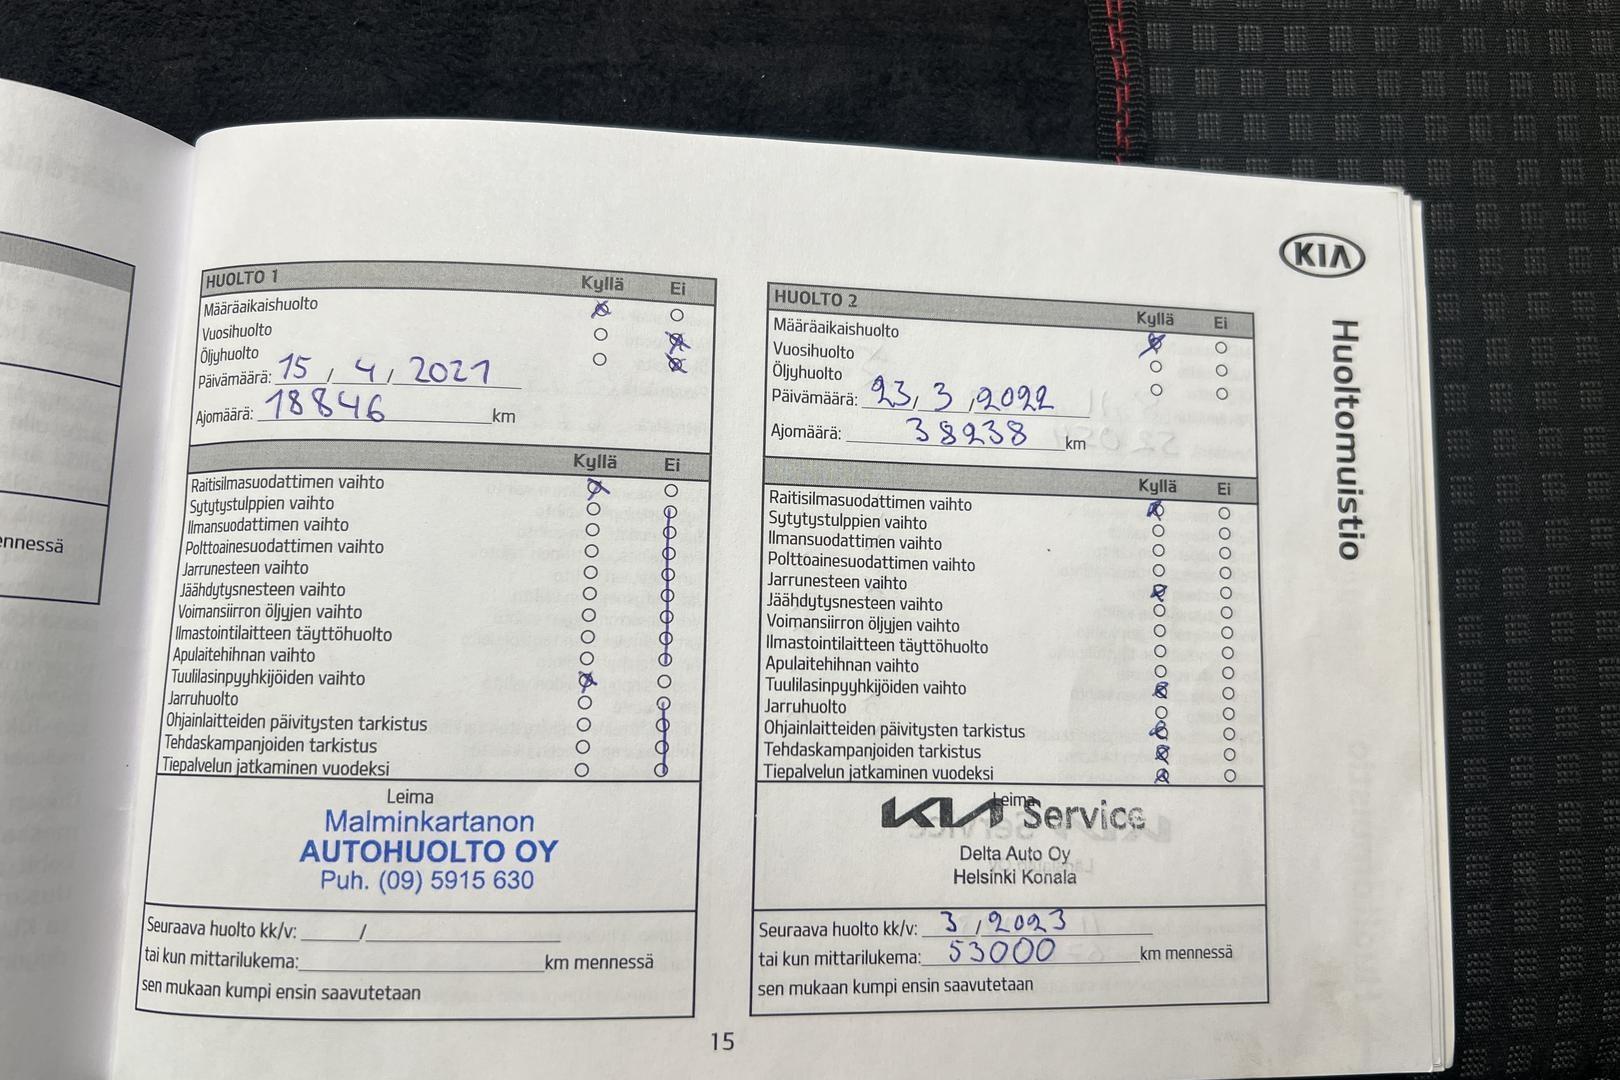 ennessä
KIA
Huoltomuistio
HUOLTO 1 Kyllä Ei
Määräaikaishuolto
Vuosihuolto
Öljyhuolto
Päivämäärä: 15 / 4 / 2021
Ajomäärä: 18846 km
Kyllä Ei
Raitisilmasuodattimen vaihto
Sytytystulppien vaihto
Ilmansuodattimen vaihto
Polttoainesuodattimen vaihto
Jarrunesteen vaihto
Jäähdytysnesteen vaihto
Voimansiirron öljyjen vaihto
Ilmastointilaitteen täyttöhuolto
Apulaitehihnan vaihto
Tuulilasinpyyhkijöiden vaihto
Jarruhuolto
Ohjainlaitteiden päivitysten tarkistus
Tehdaskampanjoiden tarkistus
Tiepalvelun jatkaminen vuodeksi
Leima
Malminkartanon
AUTOHUOLTO OY
Puh. (09) 5915 630
Seuraava huolto kk/v: /
tai kun mittarilukema: km mennessä
sen mukaan kumpi ensin saavutetaan
HUOLTO 2 Kyllä Ei
Määräaikaishuolto
Vuosihuolto
Öljyhuolto
Päivämäärä: 23 / 3 / 2022
Ajomäärä: 38238 km
Kyllä Ei
Raitisilmasuodattimen vaihto
Sytytystulppien vaihto
Ilmansuodattimen vaihto
Polttoainesuodattimen vaihto
Jarrunesteen vaihto
Jäähdytysnesteen vaihto
Voimansiirron öljyjen vaihto
Ilmastointilaitteen täyttöhuolto
Apulaitehihnan vaihto
Tuulilasinpyyhkijöiden vaihto
Jarruhuolto
Ohjainlaitteiden päivitysten tarkistus
Tehdaskampanjoiden tarkistus
Tiepalvelun jatkaminen vuodeksi
Leima
KIA Service
Delta Auto Oy
Helsinki Konala
Seuraava huolto kk/v: 3 / 2023
tai kun mittarilukema: 53000 km mennessä
sen mukaan kumpi ensin saavutetaan
15